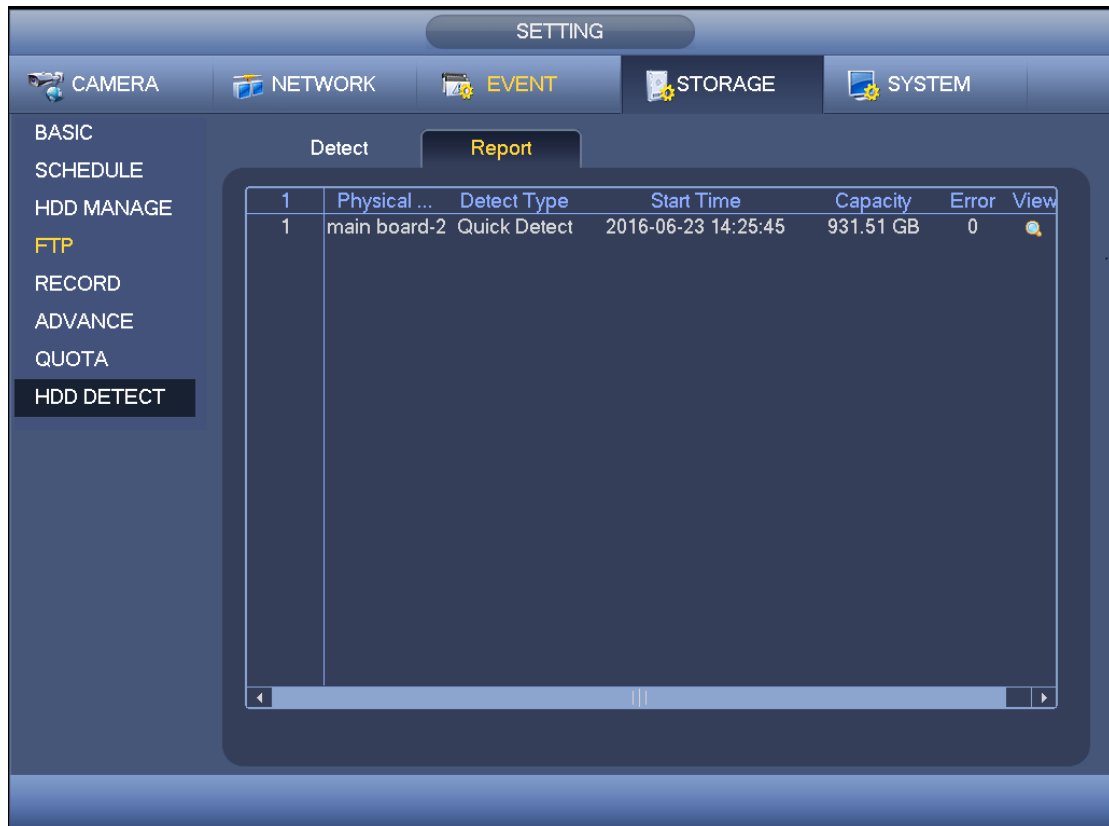 SETTING
CAMERA NETWORK EVENT STORAGE SYSTEM
BASIC
SCHEDULE
HDD MANAGE
FTP
RECORD
ADVANCE
QUOTA
HDD DETECT
Detect Report
1 Physical ... Detect Type Start Time Capacity Error View
1 main board-2 Quick Detect 2016-06-23 14:25:45 931.51 GB 0